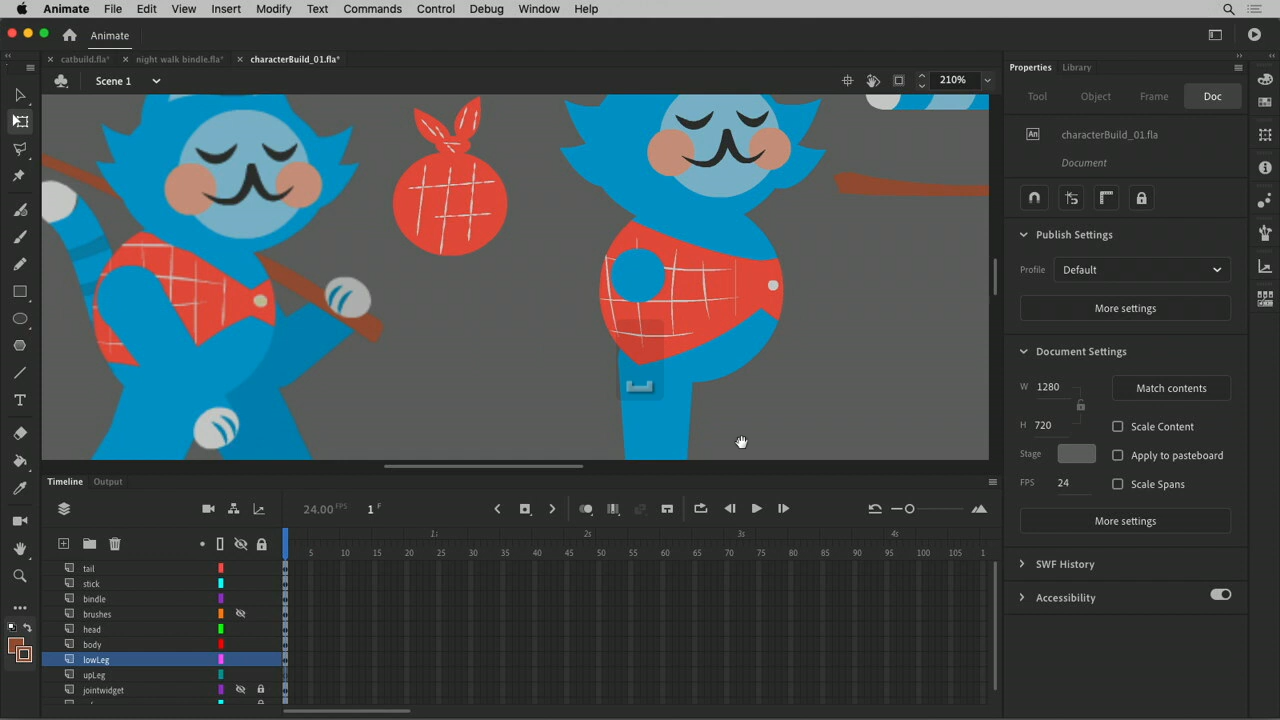 Animate File Edit View Insert Modify Text Commands Control Debug Window Help
Animate
catbuild.fla* night walk bindle.fla* characterBuild_01.fla*
Scene 1 210%
Properties Library
Tool Object Frame Doc
An characterBuild_01.fla
Document
Publish Settings
Profile Default
More settings
Document Settings
W 1280 Match contents
H 720 Scale Content
Stage Apply to pasteboard
FPS 24 Scale Spans
More settings
SWF History
Accessibility
Timeline Output
24.00 FPS 1 F
1s 2s 3s 4s
5 10 15 20 25 30 35 40 45 50 55 60 65 70 75 80 85 90 95 100 105 1
tail
stick
bindle
brushes
head
body
lowLeg
upLeg
jointwidget